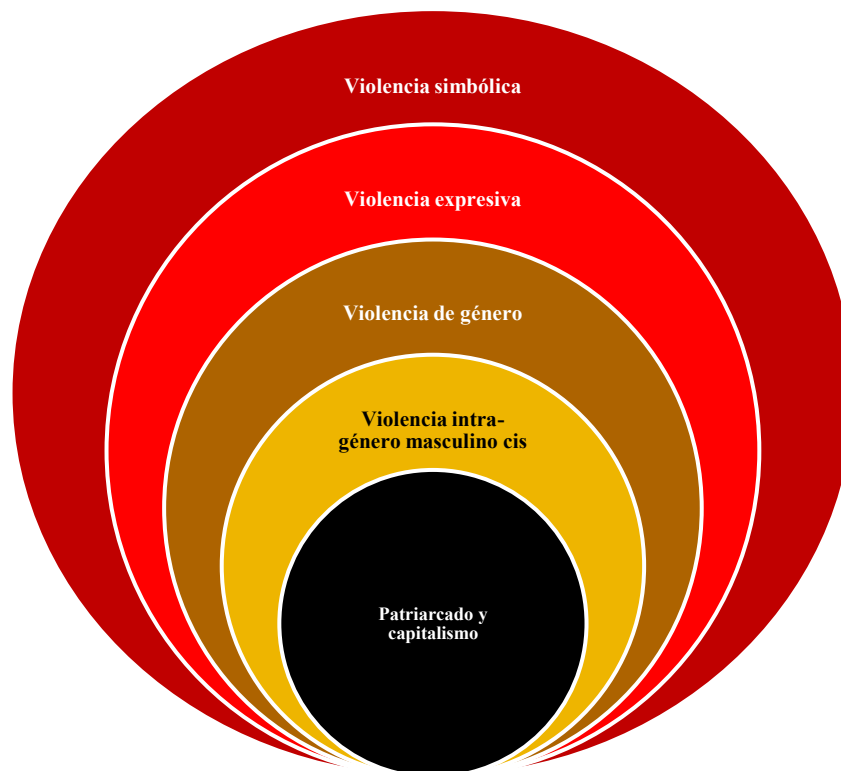 Violencia simbólica
Violencia expresiva
Violencia de género
Violencia intra-
género masculino cis
Patriarcado y
capitalismo